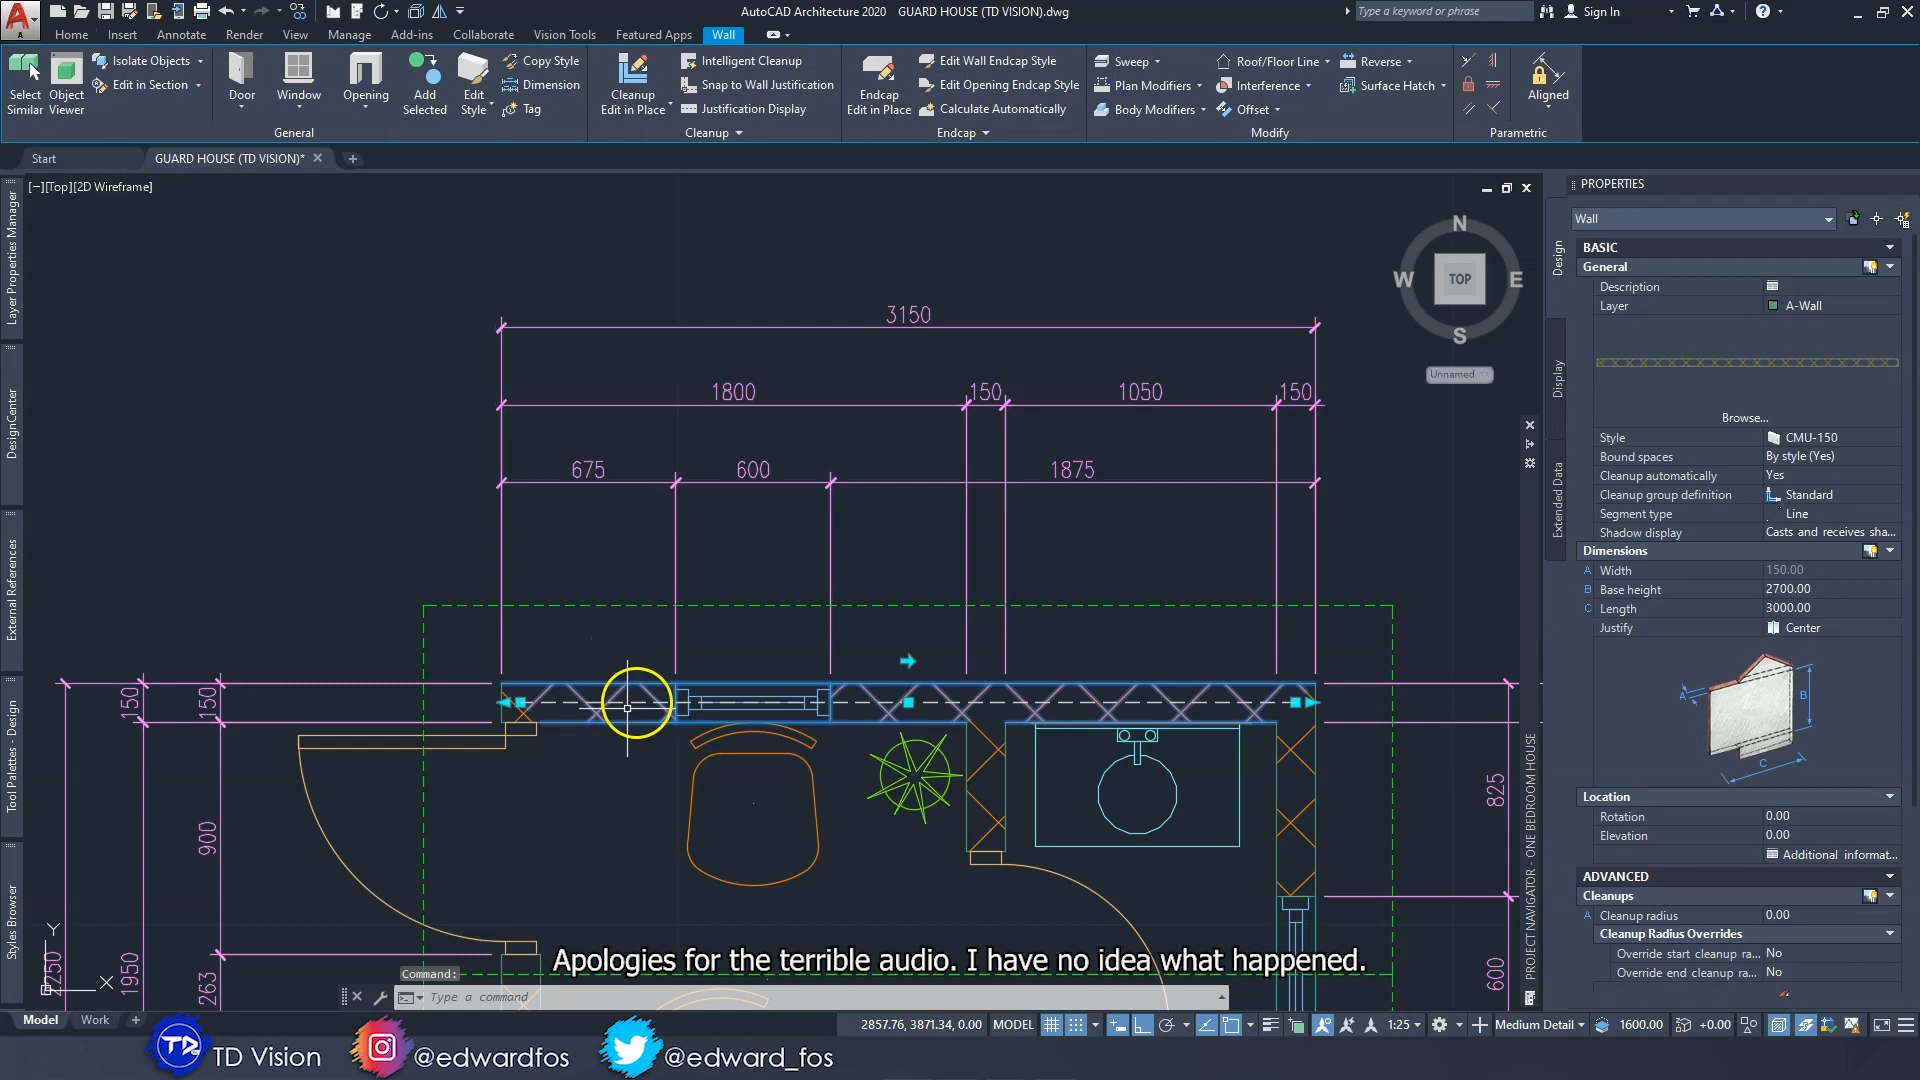 AutoCAD Architecture 2020 GUARD HOUSE (TD VISION).dwg
Type a keyword or phrase
Sign In
Home Insert Annotate Render View Manage Add-ins Collaborate Vision Tools Featured Apps Wall
Select Similar
Object Viewer
Isolate Objects
Edit in Section
Door
Window
Opening
Add Selected
Edit Style
Copy Style
Dimension
Tag
General
Cleanup Edit in Place
Intelligent Cleanup
Snap to Wall Justification
Justification Display
Cleanup
Endcap Edit in Place
Edit Wall Endcap Style
Edit Opening Endcap Style
Calculate Automatically
Endcap
Sweep
Plan Modifiers
Body Modifiers
Roof/Floor Line
Interference
Offset
Reverse
Surface Hatch
Modify
Aligned
Parametric
Start
GUARD HOUSE (TD VISION)*
[−][Top][2D Wireframe]
Layer Properties Manager
DesignCenter
External References
Tool Palettes - Design
Styles Browser
N
W TOP E
S
Unnamed
3150
1800 150 1050 150
675 600 1875
150 150
900
2250 1950 263
825
600
Y
X
Command:
Type a command
Apologies for the terrible audio. I have no idea what happened.
PROJECT NAVIGATOR - ONE BEDROOM HOUSE
Design
Display
Extended Data
PROPERTIES
Wall
BASIC
General
Description
Layer A-Wall
Browse...
Style CMU-150
Bound spaces By style (Yes)
Cleanup automatically Yes
Cleanup group definition Standard
Segment type Line
Shadow display Casts and receives sha...
Dimensions
A Width 150.00
B Base height 2700.00
C Length 3000.00
Justify Center
A
B
C
Location
Rotation 0.00
Elevation 0.00
Additional informat...
ADVANCED
Cleanups
A Cleanup radius 0.00
Cleanup Radius Overrides
Override start cleanup ra... No
Override end cleanup ra... No
Model Work
2857.76, 3871.34, 0.00 MODEL
1:25
Medium Detail
1600.00
+0.00
TD Vision
@edwardfos
@edward_fos